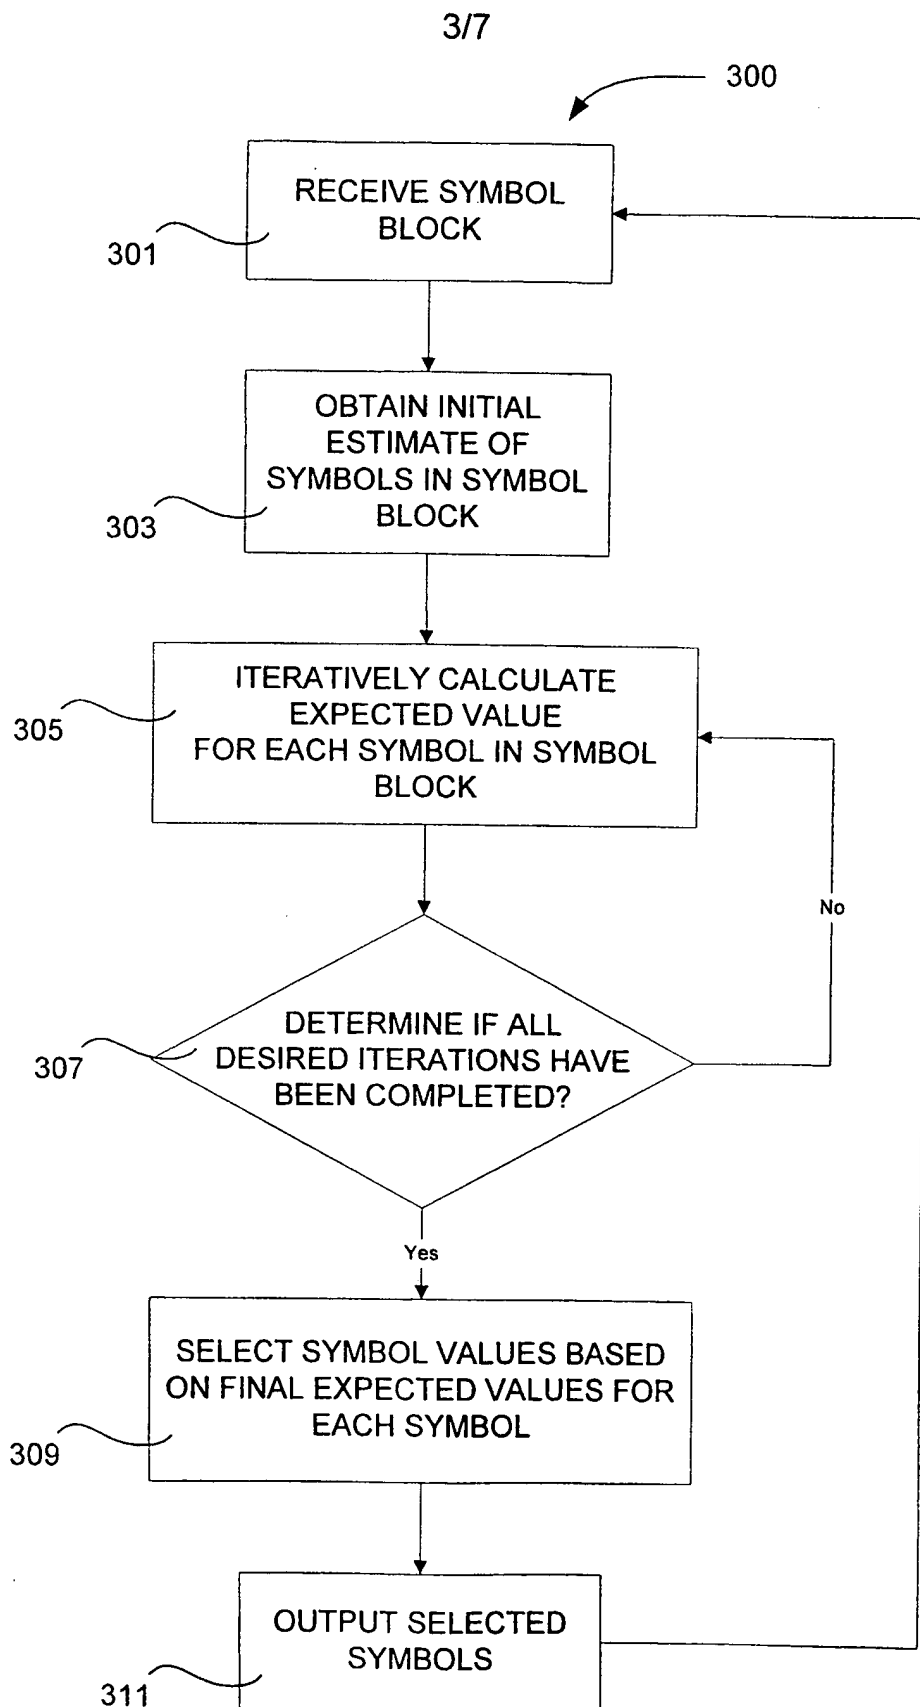 3/7
300
RECEIVE SYMBOL
BLOCK
301
OBTAIN INITIAL
ESTIMATE OF
SYMBOLS IN SYMBOL
BLOCK
303
ITERATIVELY CALCULATE
EXPECTED VALUE
FOR EACH SYMBOL IN SYMBOL
BLOCK
305
No
DETERMINE IF ALL
DESIRED ITERATIONS HAVE
BEEN COMPLETED?
307
Yes
SELECT SYMBOL VALUES BASED
ON FINAL EXPECTED VALUES FOR
EACH SYMBOL
309
OUTPUT SELECTED
SYMBOLS
311